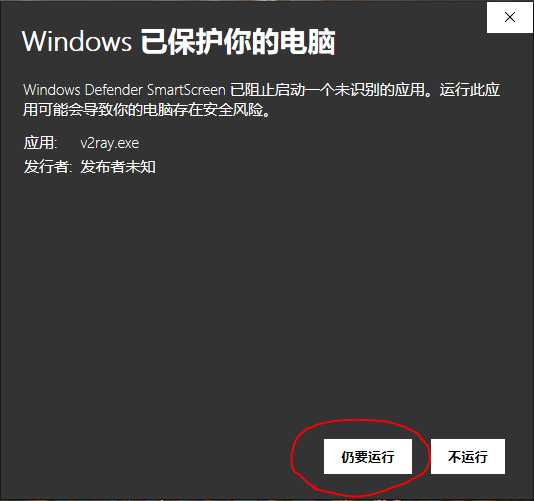 Windows 已保护你的电脑
Windows Defender SmartScreen 已阻止启动一个未识别的应用。运行此应
用可能会导致你的电脑存在安全风险。
应用: v2ray.exe
发行者: 发布者未知
仍要运行 不运行